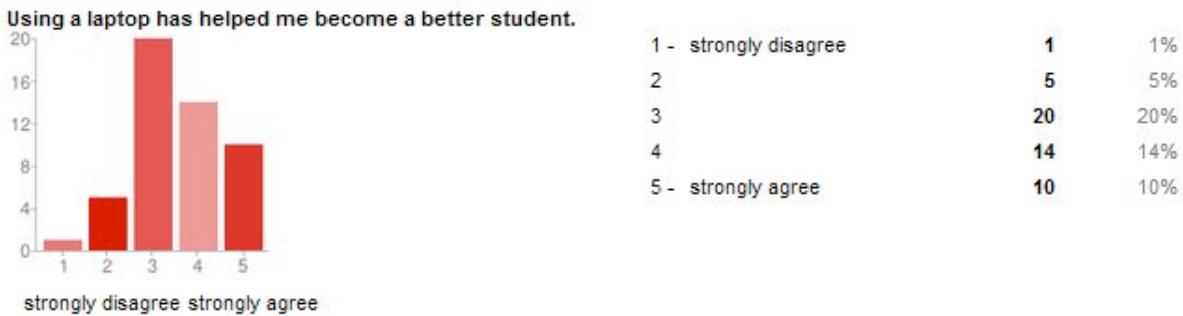 Using a laptop has helped me become a better student.
20
16
12
8
4
0
1 2 3 4 5
strongly disagree strongly agree
1 - strongly disagree 1 1%
2 5 5%
3 20 20%
4 14 14%
5 - strongly agree 10 10%